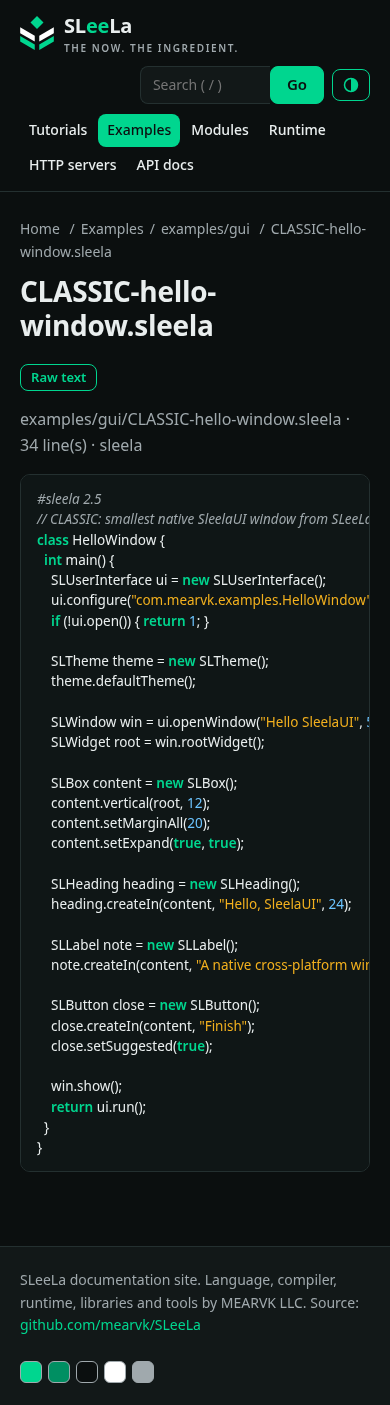 SLeeLa
THE NOW. THE INGREDIENT.
Search ( / )
Go
Tutorials Examples Modules Runtime
HTTP servers API docs
Home / Examples / examples/gui / CLASSIC-hello-
window.sleela
CLASSIC-hello-
window.sleela
Raw text
examples/gui/CLASSIC-hello-window.sleela ·
34 line(s) · sleela
#sleela 2.5
// CLASSIC: smallest native SleelaUI window from SLeeLa
class HelloWindow {
int main() {
SLUserInterface ui = new SLUserInterface();
ui.configure("com.mearvk.examples.HelloWindow"
if (!ui.open()) { return 1; }
SLTheme theme = new SLTheme();
theme.defaultTheme();
SLWindow win = ui.openWindow("Hello SleelaUI",
SLWidget root = win.rootWidget();
SLBox content = new SLBox();
content.vertical(root, 12);
content.setMarginAll(20);
content.setExpand(true, true);
SLHeading heading = new SLHeading();
heading.createIn(content, "Hello, SleelaUI", 24);
SLLabel note = new SLLabel();
note.createIn(content, "A native cross-platform
SLButton close = new SLButton();
close.createIn(content, "Finish");
close.setSuggested(true);
win.show();
return ui.run();
}
}
SLeeLa documentation site. Language, compiler,
runtime, libraries and tools by MEARVK LLC. Source:
github.com/mearvk/SLeeLa